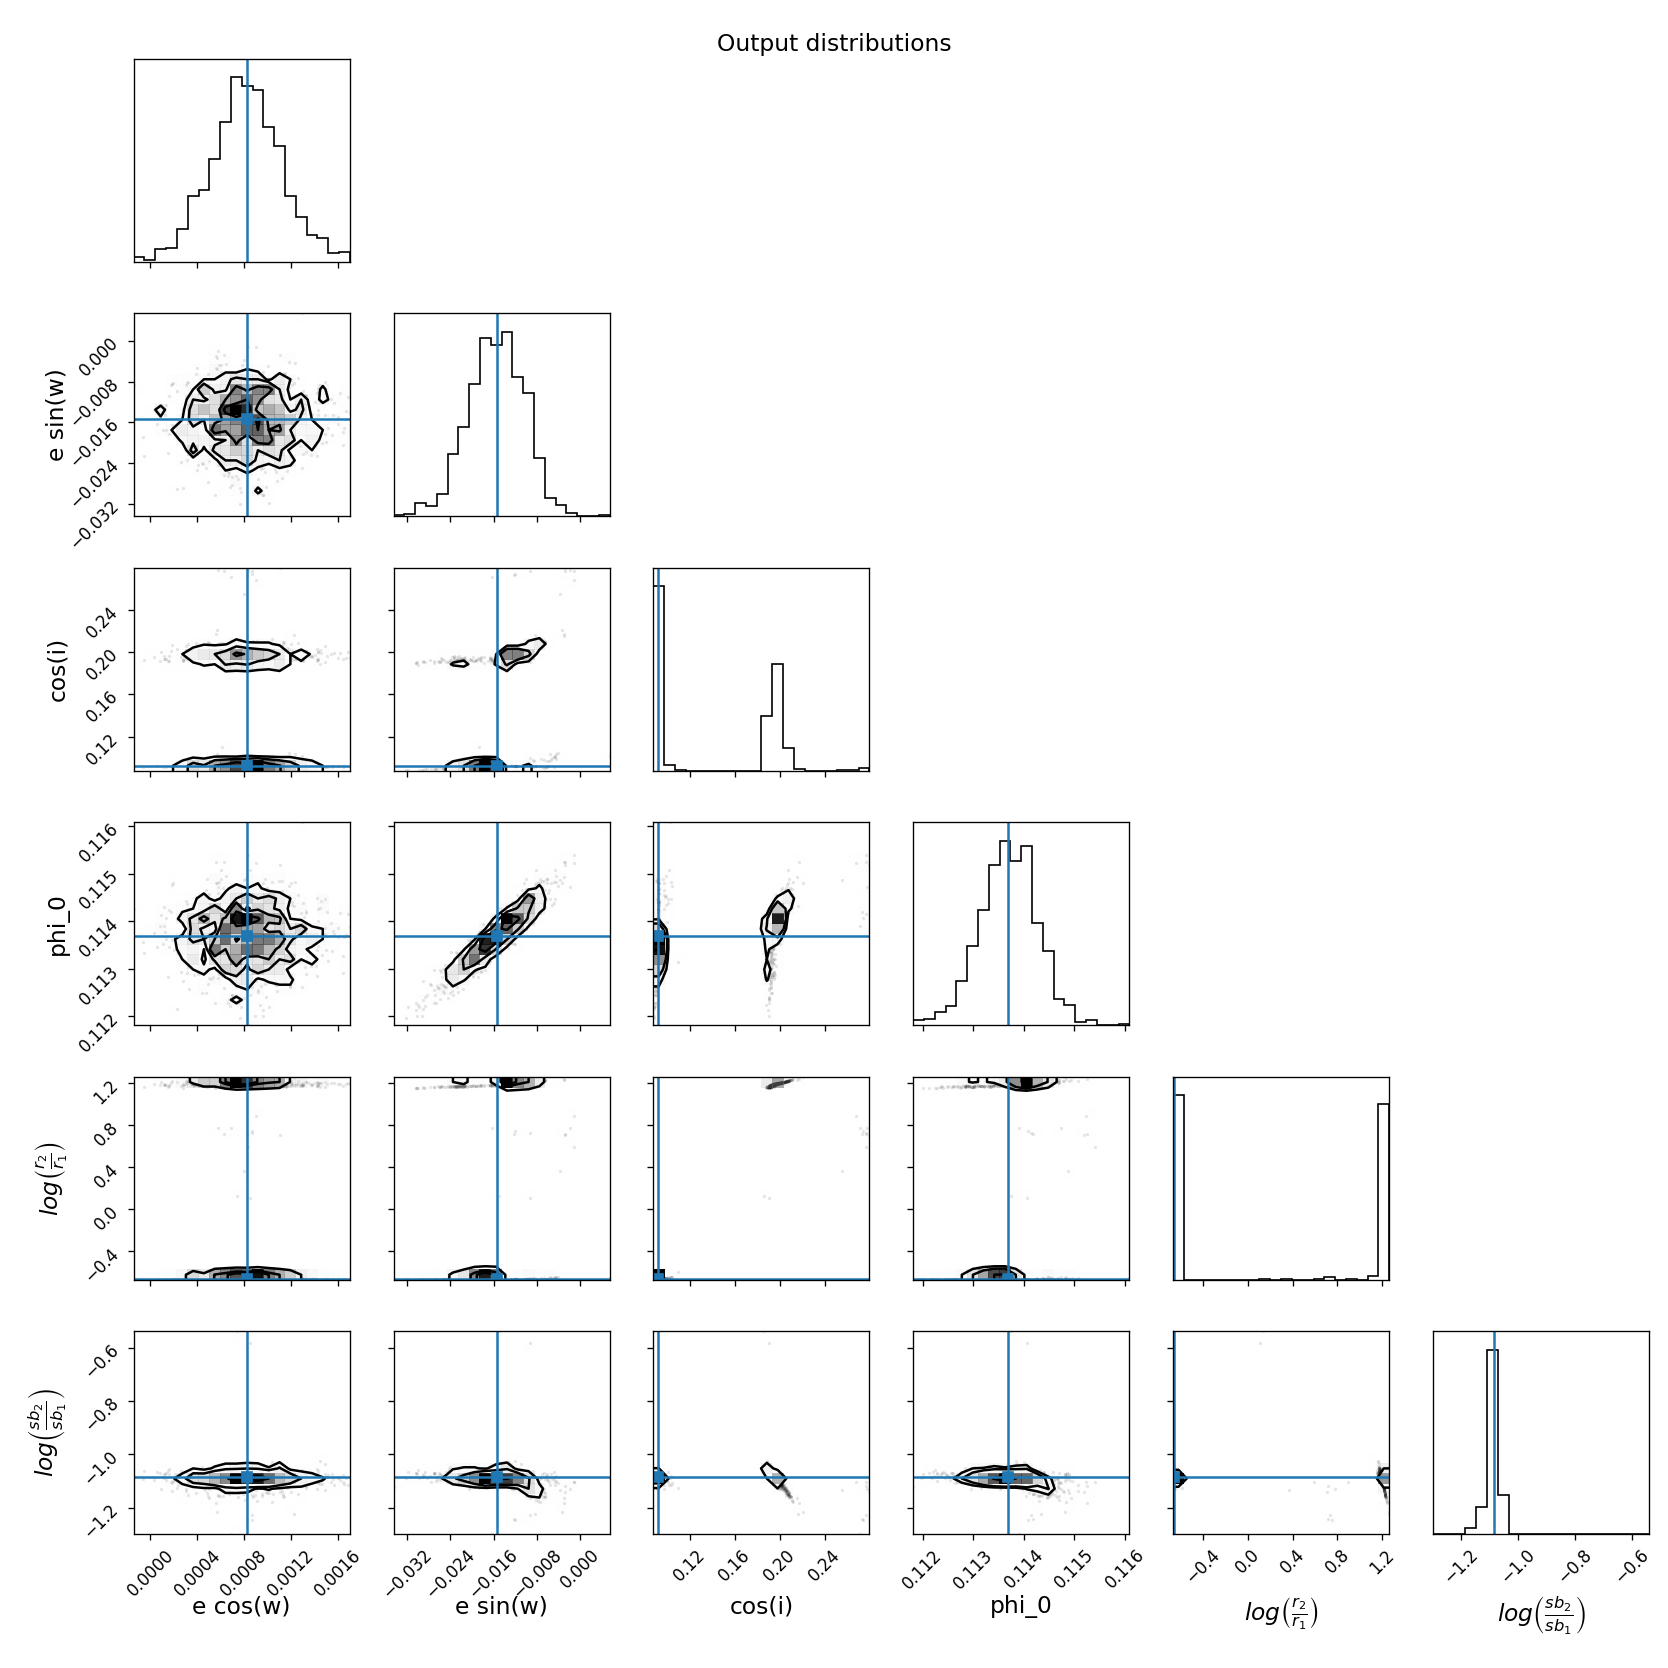 Output distributions
e sin(w)
0.000
−0.008
−0.016
−0.024
−0.032
cos(i)
0.24
0.20
0.16
0.12
phi_0
0.116
0.115
0.114
0.113
0.112
log(r₂/r₁)
1.2
0.8
0.4
0.0
−0.4
log(sb₂/sb₁)
−0.6
−0.8
−1.0
−1.2
0.0000 0.0004 0.0008 0.0012 0.0016
e cos(w)
−0.032 −0.024 −0.016 −0.008 0.000
e sin(w)
0.12 0.16 0.20 0.24
cos(i)
0.112 0.113 0.114 0.115 0.116
phi_0
−0.4 0.0 0.4 0.8 1.2
log(r₂/r₁)
−1.2 −1.0 −0.8 −0.6
log(sb₂/sb₁)